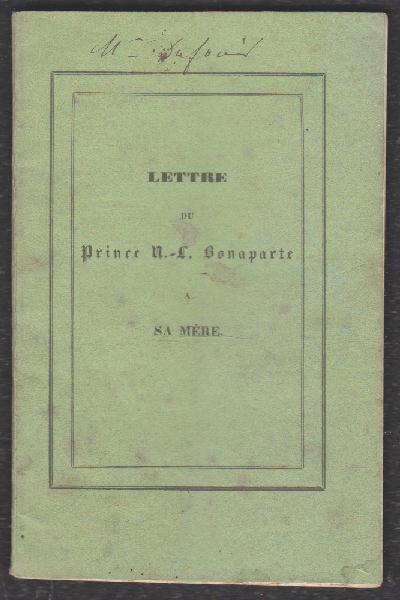 LETTRE
DU
Prince N.-L. Bonaparte
A
SA MÈRE.